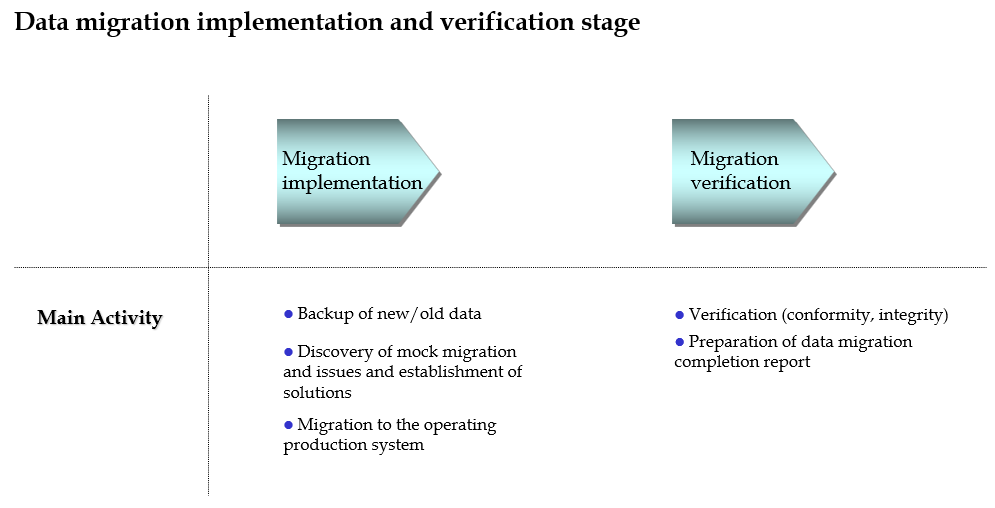 Data migration implementation and verification stage
Migration
implementation
Migration
verification
Main Activity
● Backup of new/old data
● Discovery of mock migration
and issues and establishment of
solutions
● Migration to the operating
production system
● Verification (conformity, integrity)
● Preparation of data migration
completion report